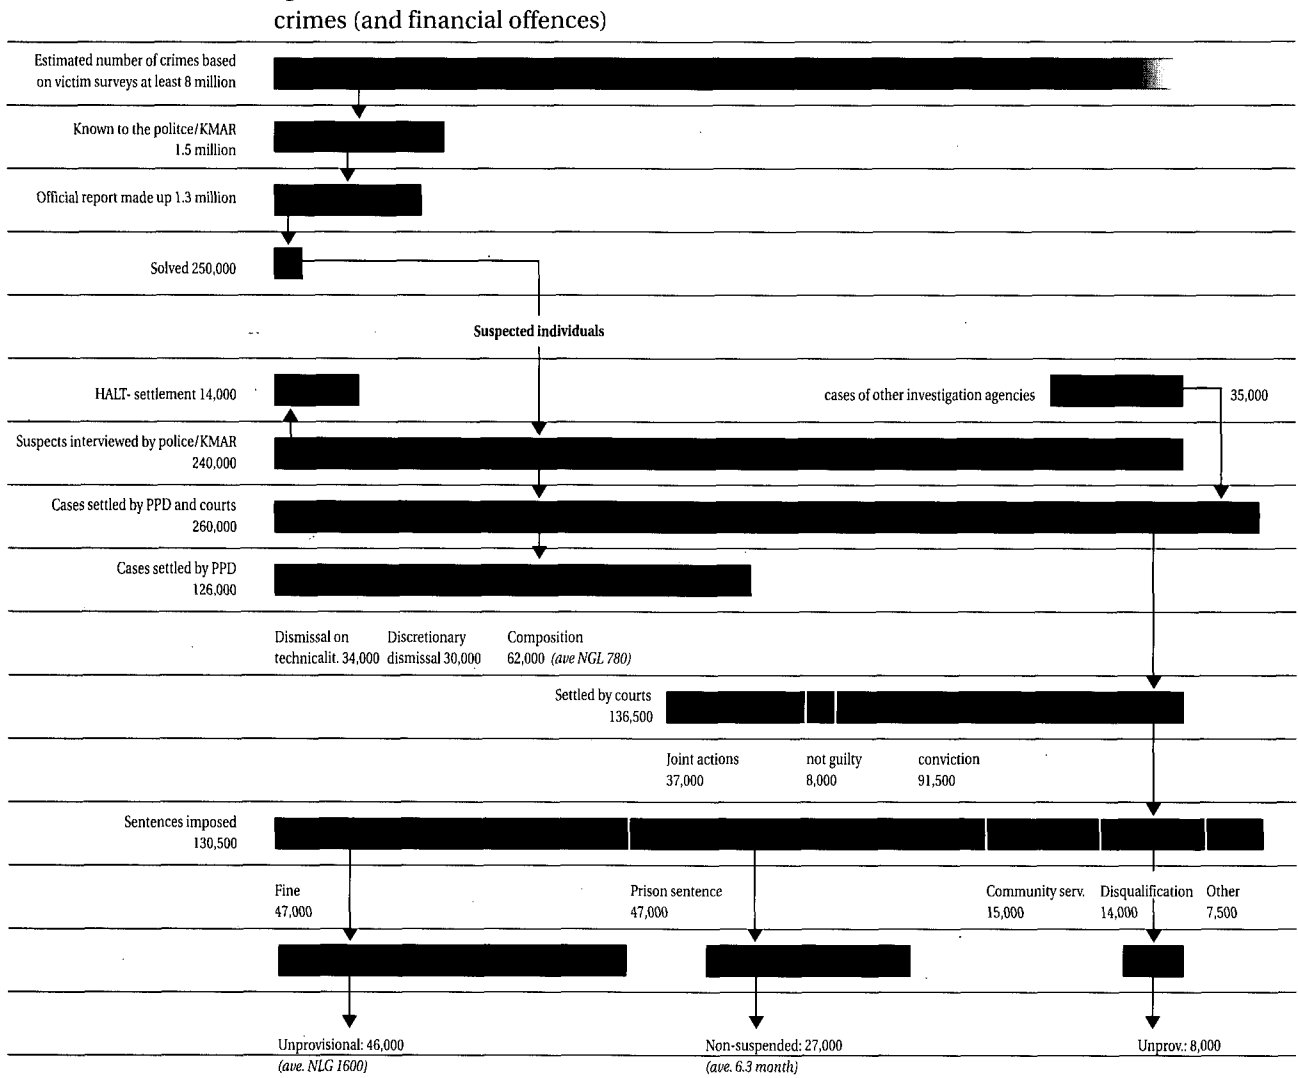 crimes (and financial offences)
Estimated number of crimes based
on victim surveys at least 8 million
Known to the politce/KMAR
1.5 million
Official report made up 1.3 million
Solved 250,000
Suspected individuals
HALT- settlement 14,000
cases of other investigation agencies
35,000
Suspects interviewed by police/KMAR
240,000
Cases settled by PPD and courts
260,000
Cases settled by PPD
126,000
Dismissal on
technicalit. 34,000
Discretionary
dismissal 30,000
Composition
62,000 (ave NGL 780)
Settled by courts
136,500
Joint actions
37,000
not guilty
8,000
conviction
91,500
Sentences imposed
130,500
Fine
47,000
Prison sentence
47,000
Community serv.
15,000
Disqualification
14,000
Other
7,500
Unprovisional: 46,000
(ave. NLG 1600)
Non-suspended: 27,000
(ave. 6.3 month)
Unprov.: 8,000